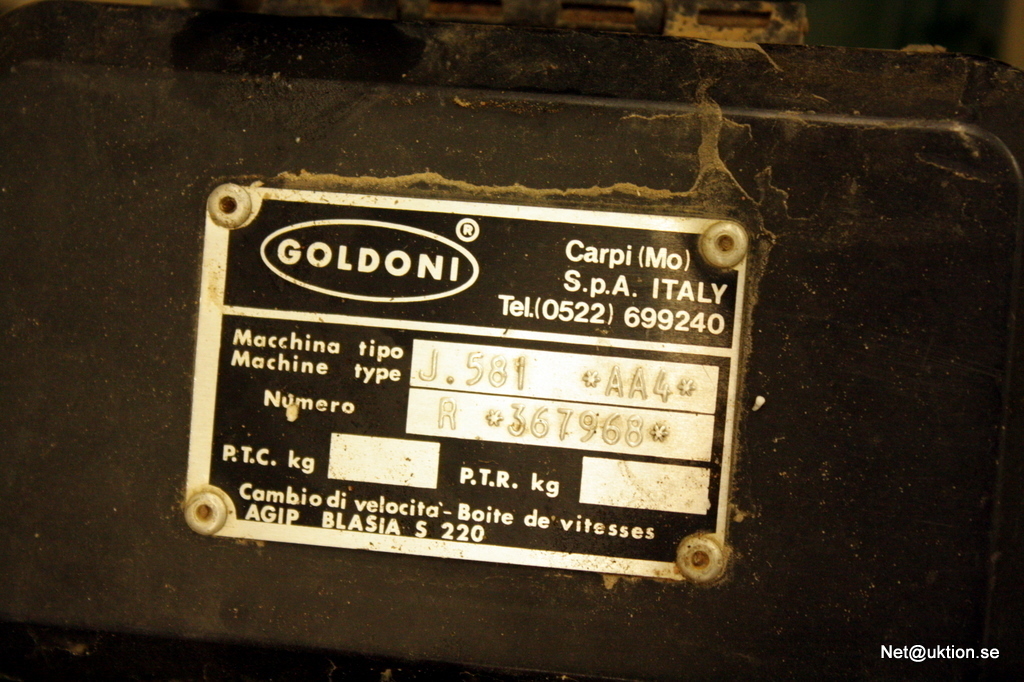 GOLDONI ®
Carpi (Mo)
S.p.A. ITALY
Tel.(0522) 699240
Macchina tipo
Machine type
J.581 *AA4*
Numero
R *367968*
P.T.C. kg
P.T.R. kg
Cambio di velocita'-Boite de vitesses
AGIP BLASIA S 220
Net@uktion.se